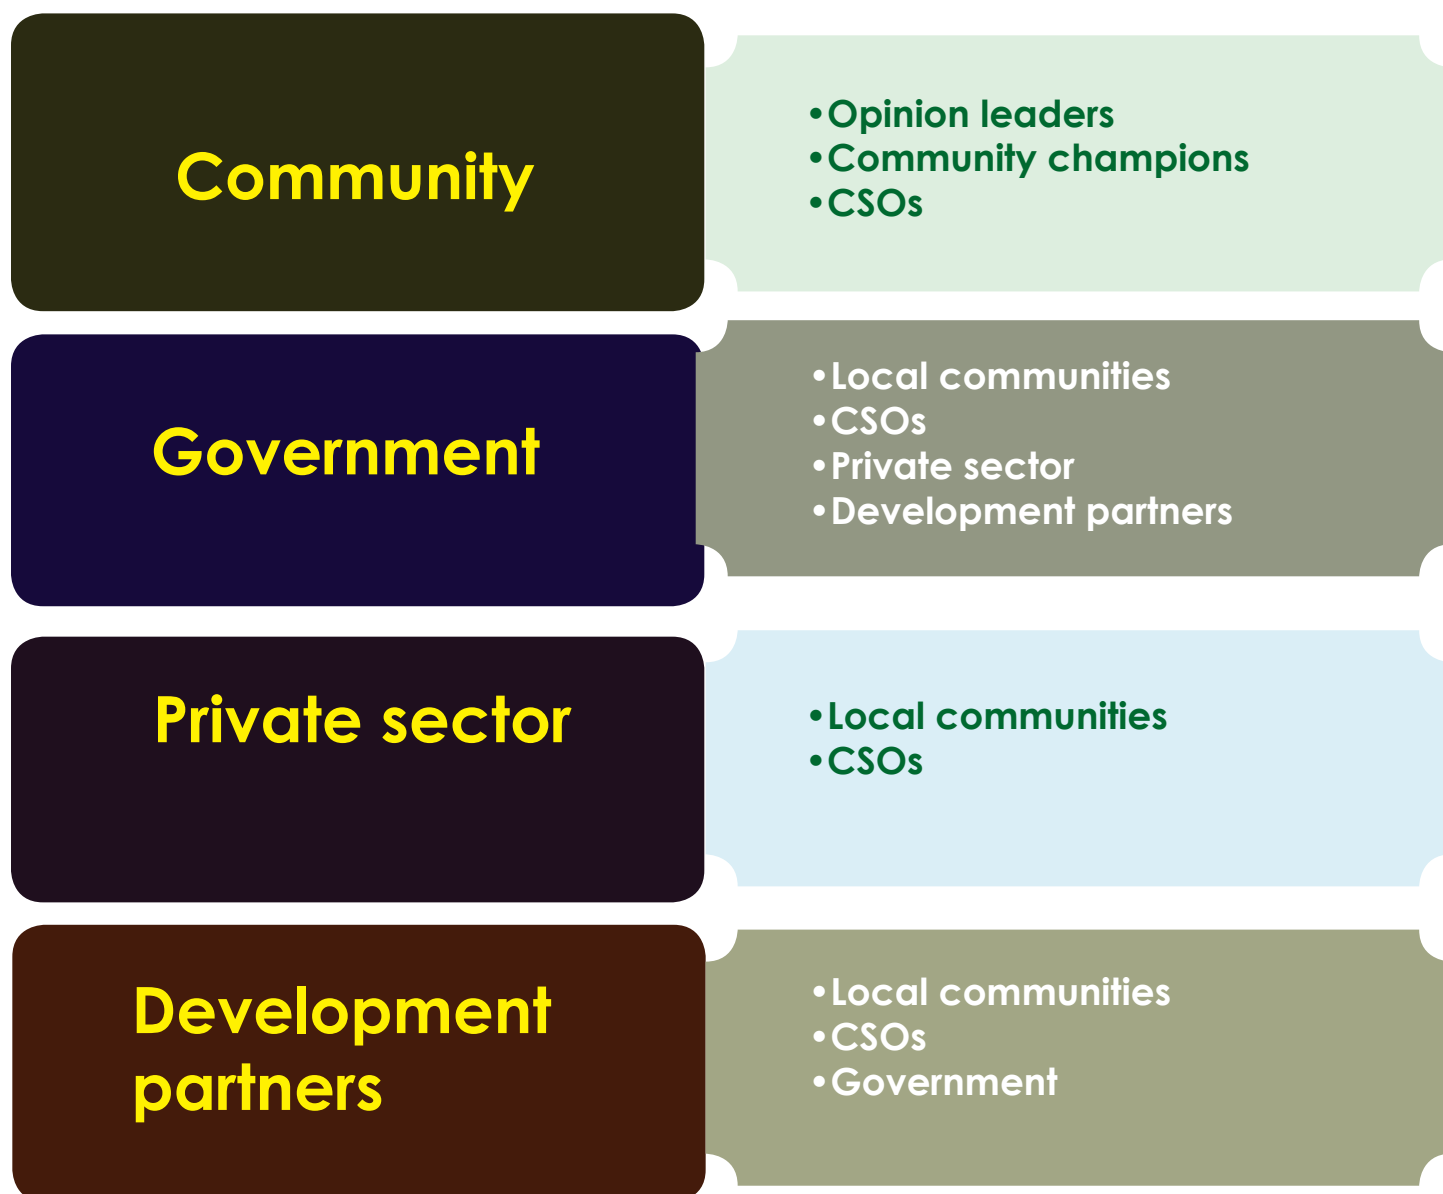 Community
•Opinion leaders
•Community champions
•CSOs
Government
•Local communities
•CSOs
•Private sector
•Development partners
Private sector
•Local communities
•CSOs
Development
partners
•Local communities
•CSOs
•Government